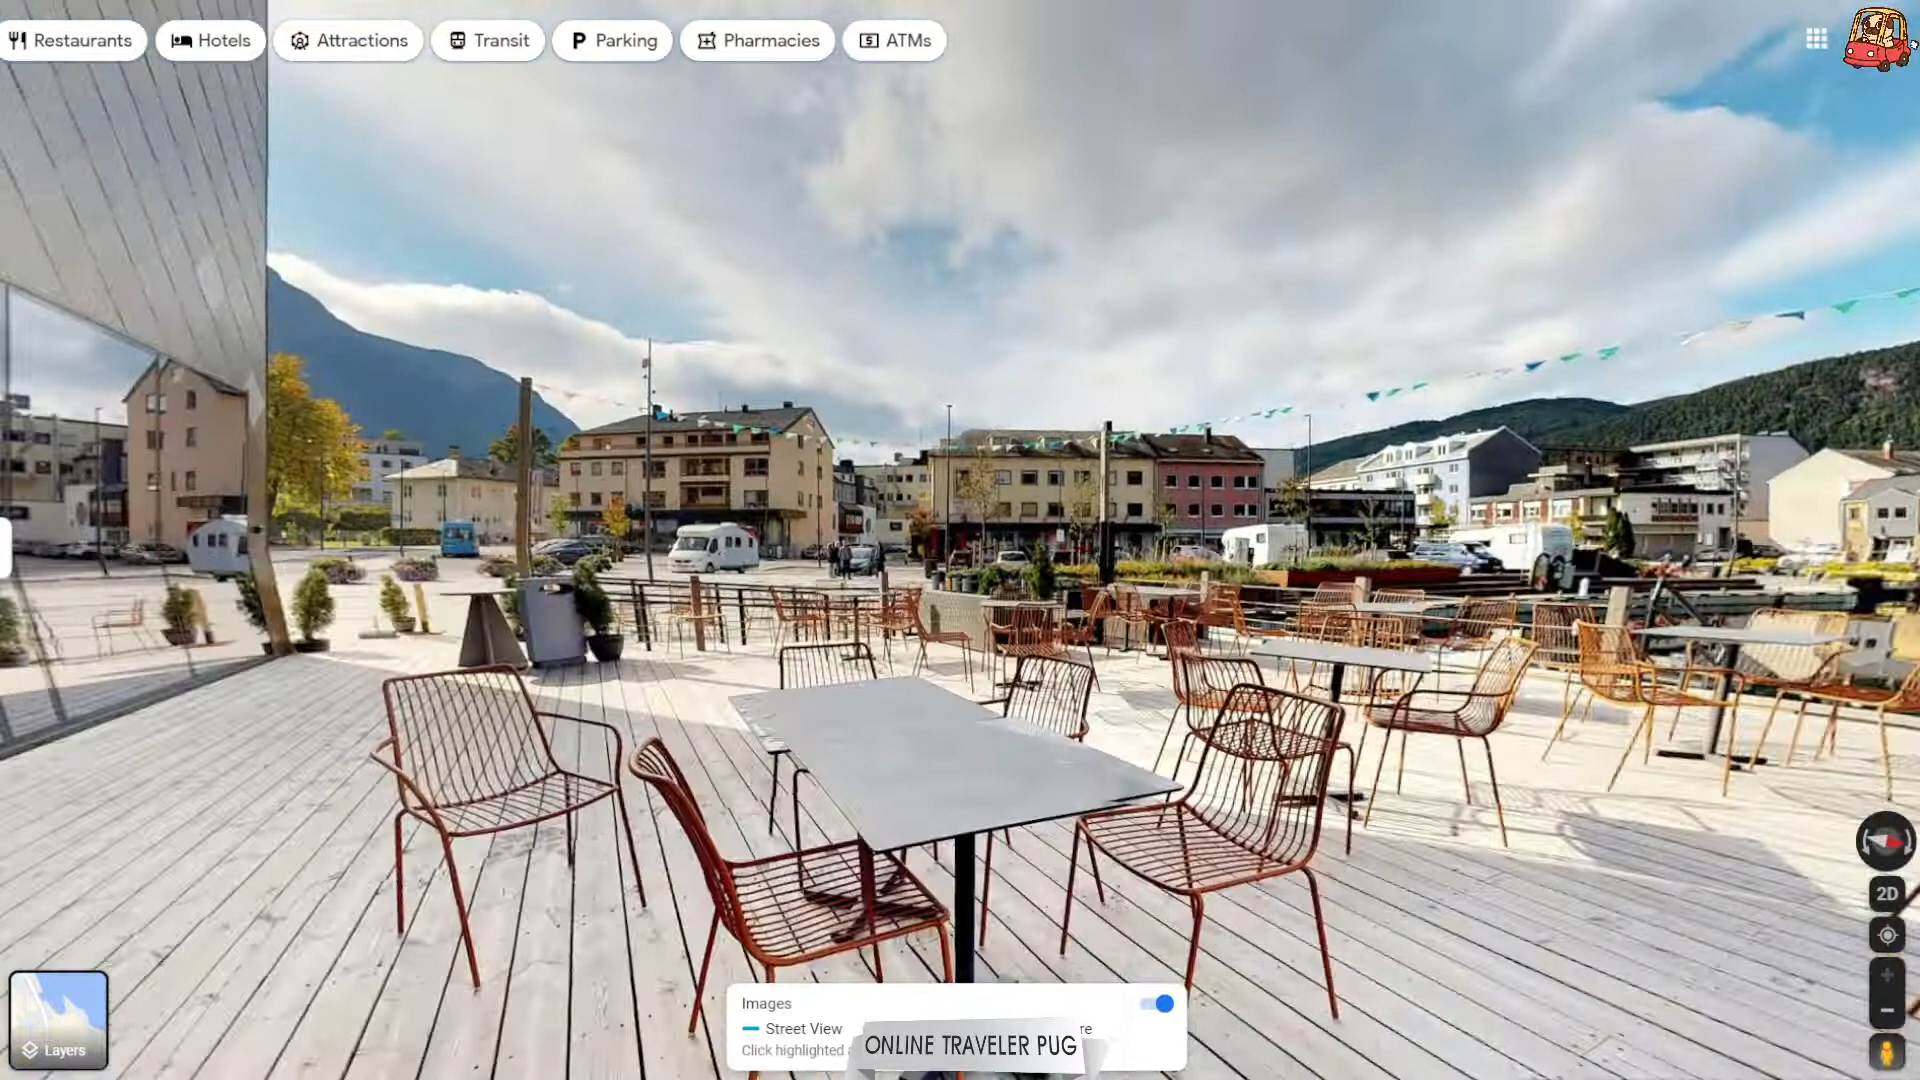 Restaurants
Hotels
Attractions
Transit
Parking
Pharmacies
ATMs
2D
Layers
Images
Street View
re
Click highlighted
ONLINE TRAVELER PUG